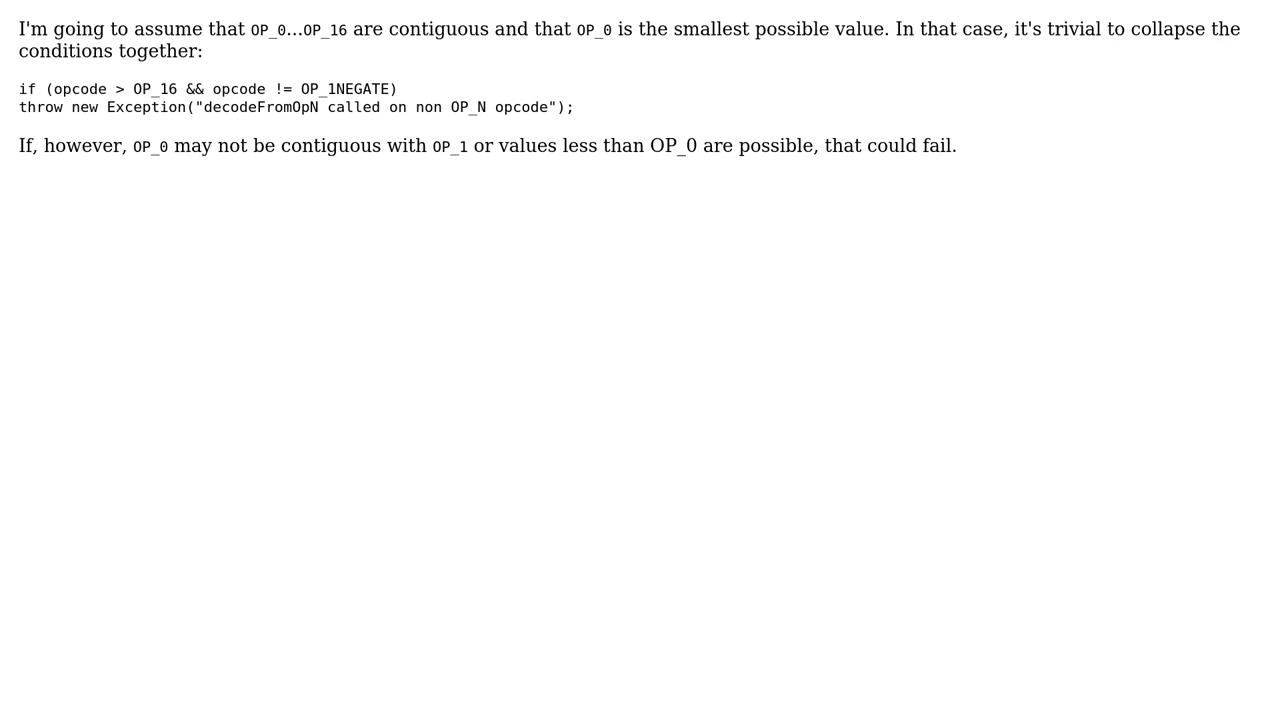 I'm going to assume that OP_0...OP_16 are contiguous and that OP_0 is the smallest possible value. In that case, it's trivial to collapse the
conditions together:
if (opcode > OP_16 && opcode != OP_1NEGATE)
throw new Exception("decodeFromOpN called on non OP_N opcode");
If, however, OP_0 may not be contiguous with OP_1 or values less than OP_0 are possible, that could fail.